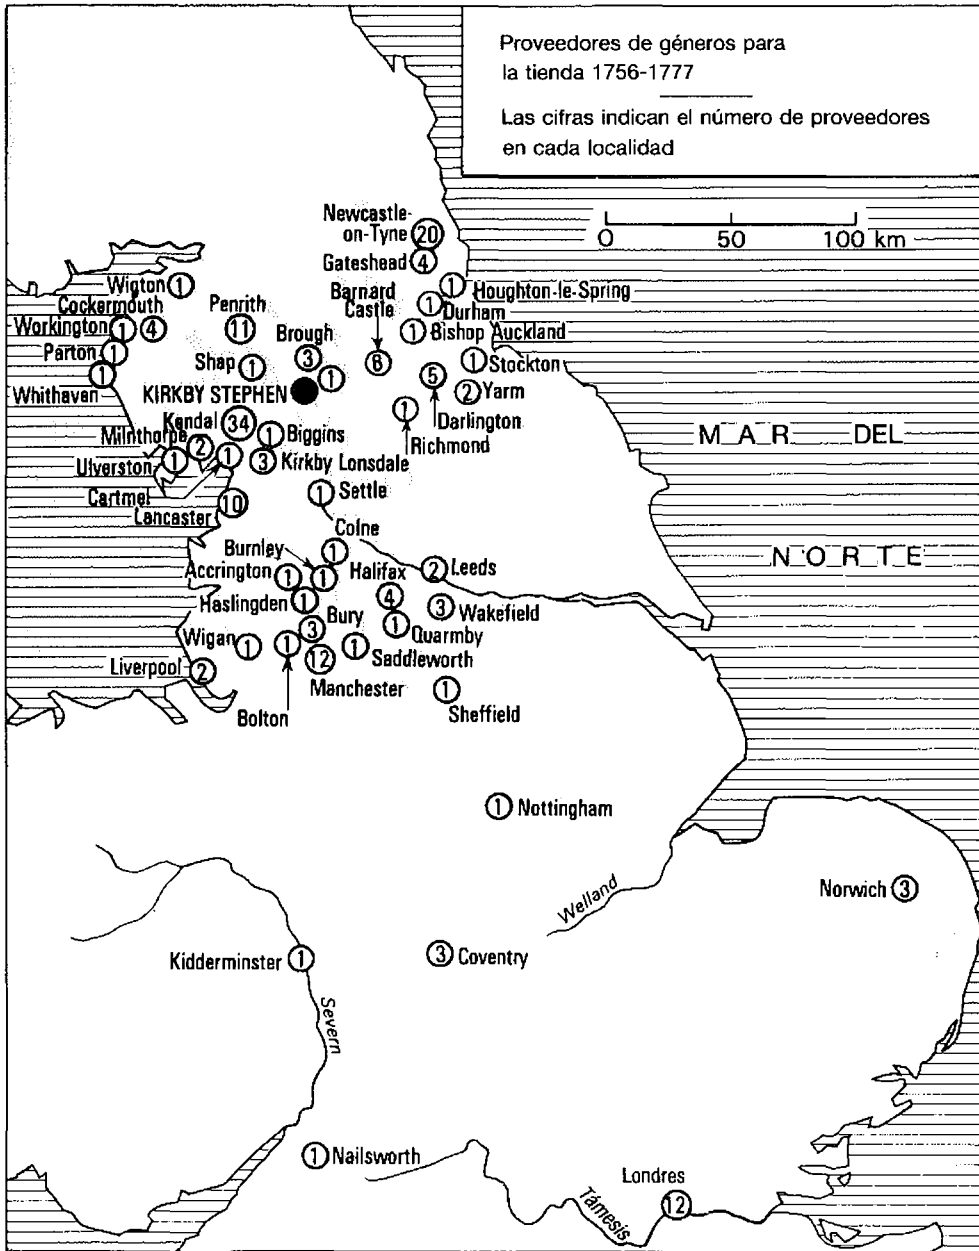 Proveedores de géneros para
la tienda 1756-1777
Las cifras indican el número de proveedores
en cada localidad
0 50 100 km
Newcastle-
on-Tyne 20
Gateshead 4
Wigton 1
1 Houghton-le-Spring
Barnard
Castle
6
1 Durham
Cockermouth
4
Workington 1
Penrith
11
1 Bishop Auckland
Brough
3
Parton 1
Shap 1
1 Stockton
1
Whithaven 1
KIRKBY STEPHEN
5
Darlington
2 Yarm
1
Richmond
Kendal
34
MAR DEL
NORTE
Milnthorpe 2
1 Biggins
Ulverston 1
1
Cartmel
3 Kirkby Lonsdale
1 Settle
Lancaster 10
Colne
1
Burnley
1
Accrington 1
Halifax
4
2 Leeds
Haslingden 1
3 Wakefield
Bury
3
1
Quarmby
Wigan 1
1
Bolton
12
Manchester
1
Saddleworth
Liverpool 2
1
Sheffield
1 Nottingham
Welland
Norwich 3
Kidderminster 1
3 Coventry
Severn
1 Nailsworth
Londres
12
Támesis